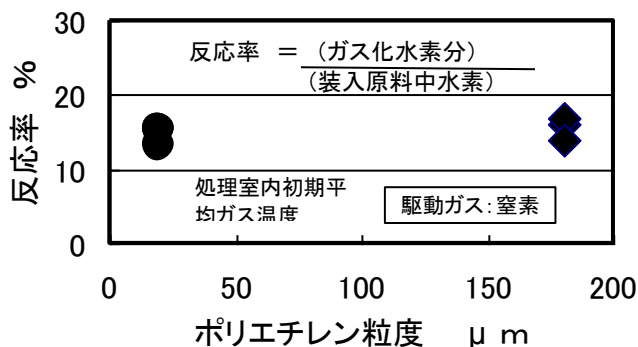 30
反応率 ＝ (ガス化水素分)
(装入原料中水素)
20
反応率 %
10
処理室内初期平
均ガス温度
駆動ガス：窒素
0
0 50 100 150 200
ポリエチレン粒度 μm